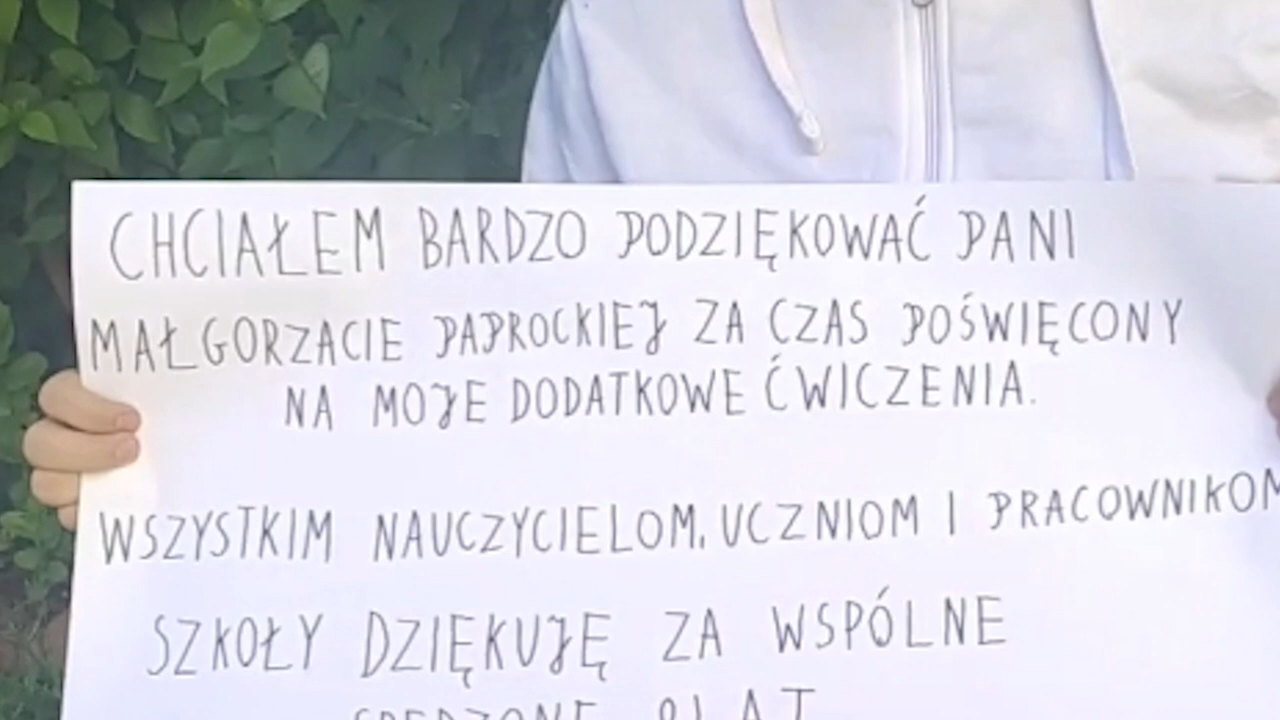 CHCIAŁEM BARDZO PODZIĘKOWAĆ PANI
MAŁGORZACIE PAPROCKIEJ ZA CZAS POŚWIĘCONY
NA MOJE DODATKOWE ĆWICZENIA.
WSZYSTKIM NAUCZYCIELOM, UCZNIOM I PRACOWNIKOM
SZKOŁY DZIĘKUJĘ ZA WSPÓLNE